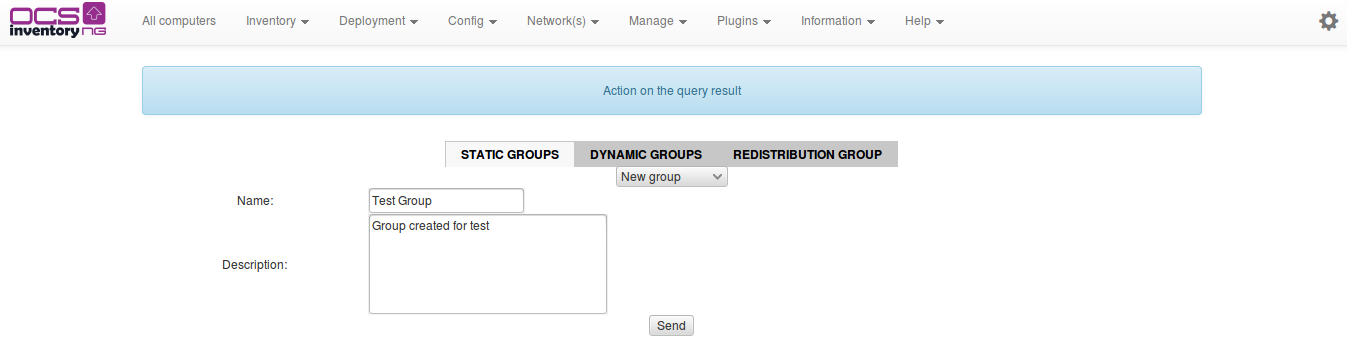 OCS inventory NG
All computers Inventory Deployment Config Network(s) Manage Plugins Information Help
Action on the query result
STATIC GROUPS DYNAMIC GROUPS REDISTRIBUTION GROUP
New group
Name: Test Group
Group created for test
Description:
Send